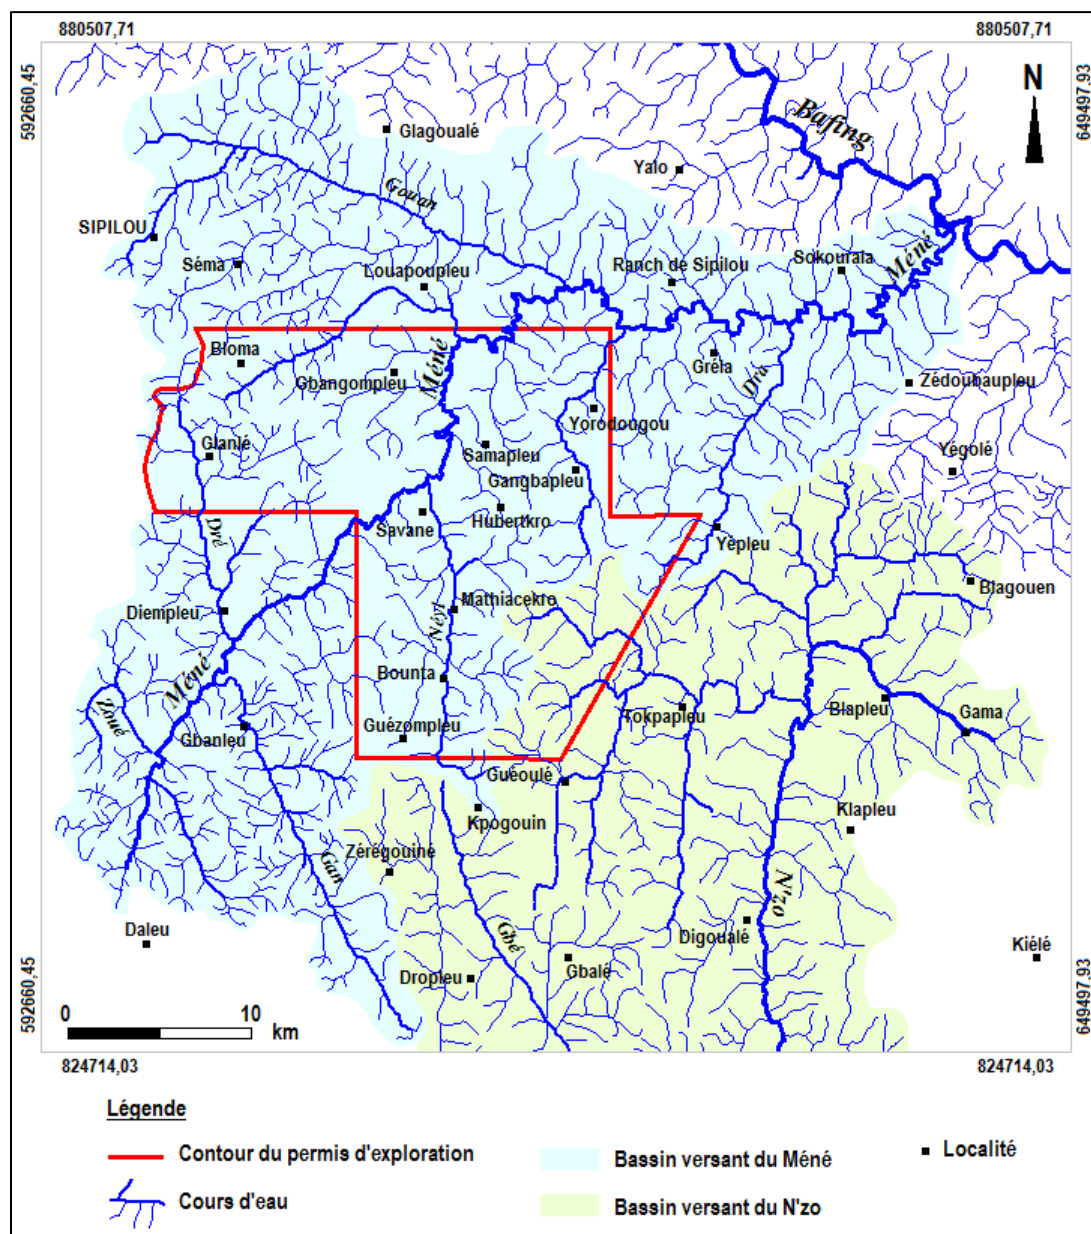 880507,71
880507,71
592660,45
649497,93
N
Bafing
Glagoualé
Yalo
Gouan
SIPILOU
Séma
Louapoupleu
Ranch de Sipilou
Sokourala
Méné
Bloma
Gbangompleu
Méné
Gréla
Dra
Zédoubaupleu
Yorodougou
Glanlé
Samapleu
Gangbapleu
Yégolé
Savane
Hubertkro
Dré
Yépleu
Blagouen
Diempleu
Mathiacekro
Néyi
Méné
Bounta
Zoué
Gbanleu
Guézompleu
Tokpapleu
Blapleu
Gama
Guéoulé
Kpogouin
Klapleu
Zérégouine
Gan
N'zo
Daleu
Gbé
Digoualé
Kiélé
Dropleu
Gbalé
592660,45
649497,93
0 10
km
824714,03
824714,03
Légende
Contour du permis d'exploration
Bassin versant du Méné
Localité
Cours d'eau
Bassin versant du N'zo